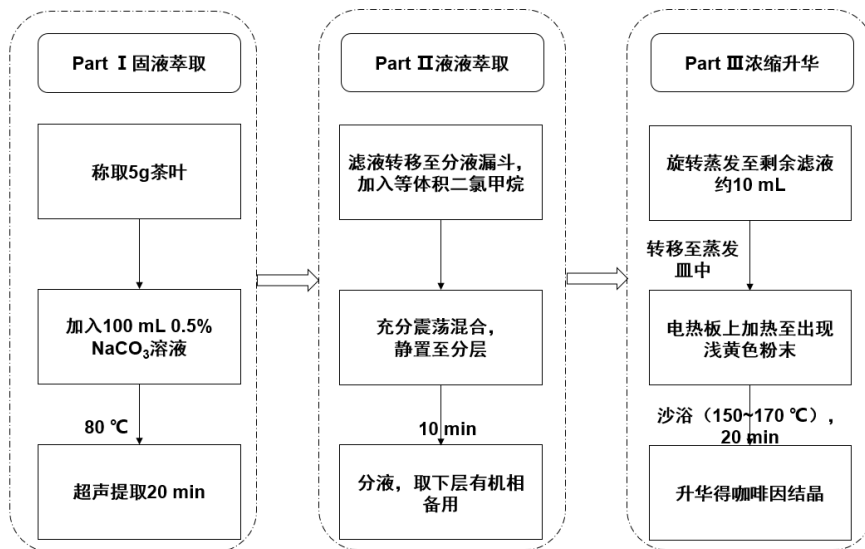 Part Ⅰ固液萃取
称取5g茶叶
加入100 mL 0.5%
NaCO₃溶液
80 ℃
超声提取20 min
Part Ⅱ液液萃取
滤液转移至分液漏斗，
加入等体积二氯甲烷
充分震荡混合，
静置至分层
10 min
分液，取下层有机相
备用
Part Ⅲ浓缩升华
旋转蒸发至剩余滤液
约10 mL
转移至蒸发
皿中
电热板上加热至出现
浅黄色粉末
沙浴（150~170 ℃），
20 min
升华得咖啡因结晶